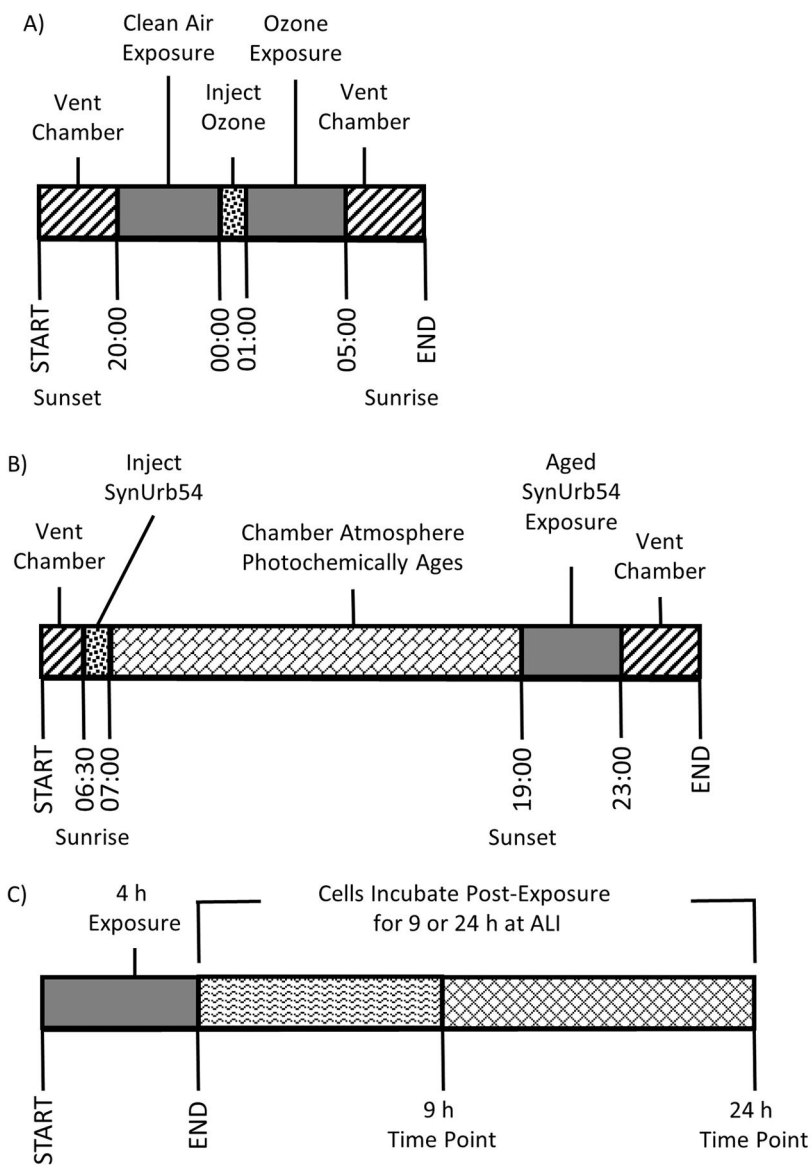 A)
Clean Air
Exposure
Ozone
Exposure
Vent
Chamber
Inject
Ozone
Vent
Chamber
START
20:00
00:00
01:00
05:00
END
Sunset
Sunrise
B)
Inject
SynUrb54
Aged
SynUrb54
Exposure
Vent
Chamber
Chamber Atmosphere
Photochemically Ages
Vent
Chamber
START
06:30
07:00
19:00
23:00
END
Sunrise
Sunset
C)
4 h
Exposure
Cells Incubate Post-Exposure
for 9 or 24 h at ALI
START
END
9 h
Time Point
24 h
Time Point